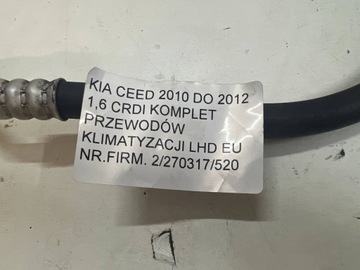 KIA CEED 2010 DO 2012
1,6 CRDI KOMPLET
PRZEWODÓW
KLIMATYZACJI LHD EU
NR.FIRM. 2/270317/520